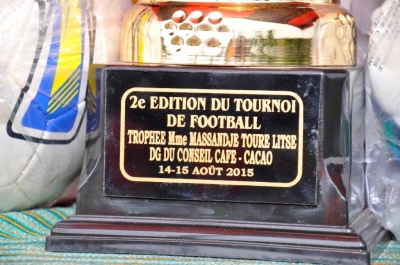 2e EDITION DU TOURNOI
DE FOOTBALL
TROPHEE Mme MASSANDJE TOURE LITSE
DG DU CONSEIL CAFE - CACAO
14-15 AOÛT 2015